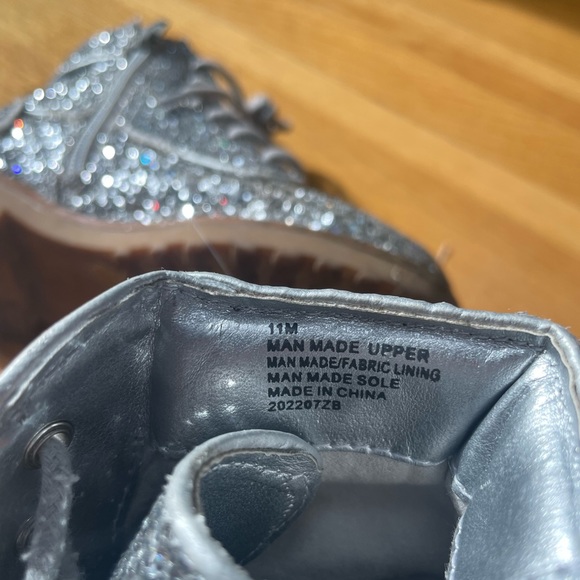 11M
MAN MADE UPPER
MAN MADE/FABRIC LINING
MAN MADE SOLE
MADE IN CHINA
202207ZB